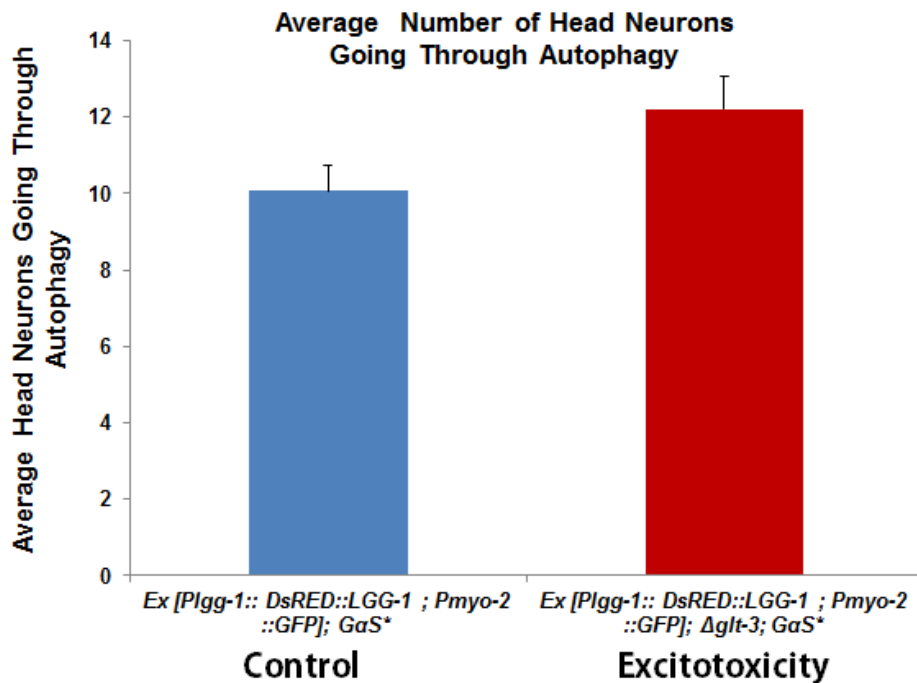 Average Number of Head Neurons
Going Through Autophagy
Average Head Neurons Going Through
Autophagy
14
12
10
8
6
4
2
0
Ex [Plgg-1:: DsRED::LGG-1 ; Pmyo-2
::GFP]; GαS*
Control
Ex [Plgg-1:: DsRED::LGG-1 ; Pmyo-2
::GFP]; Δglt-3; GαS*
Excitotoxicity